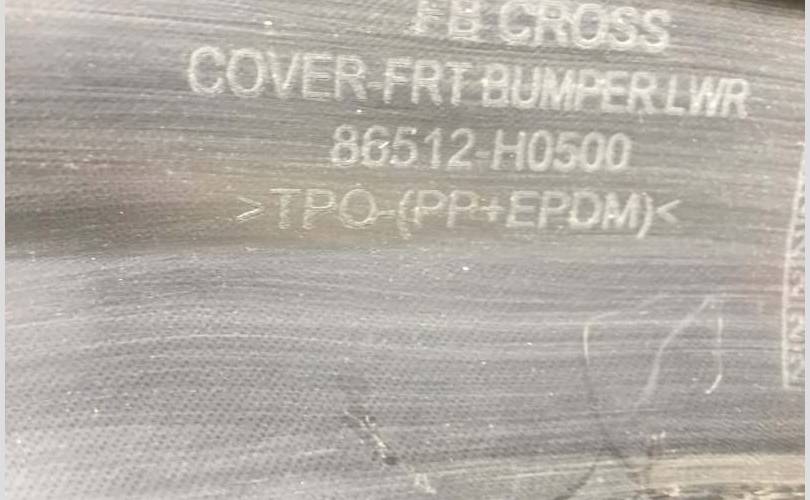 FB CROSS
COVER-FRT BUMPER LWR
86512-H0500
>TPO-(PP+EPDM)<